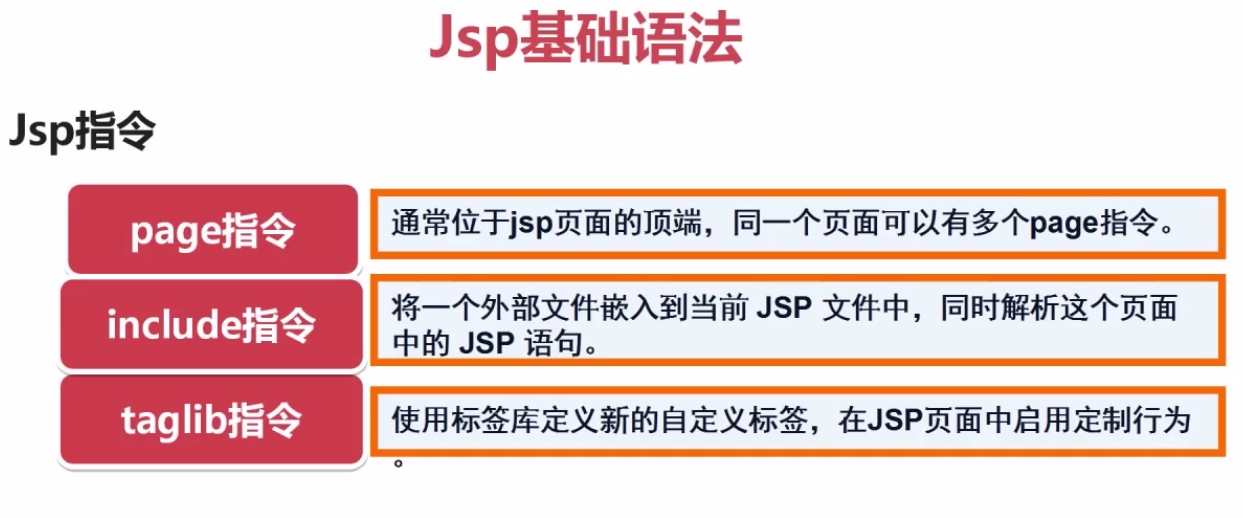 Jsp基础语法
Jsp指令
page指令
通常位于jsp页面的顶端，同一个页面可以有多个page指令。
include指令
将一个外部文件嵌入到当前 JSP 文件中，同时解析这个页面
中的 JSP 语句。
taglib指令
使用标签库定义新的自定义标签，在JSP页面中启用定制行为
。